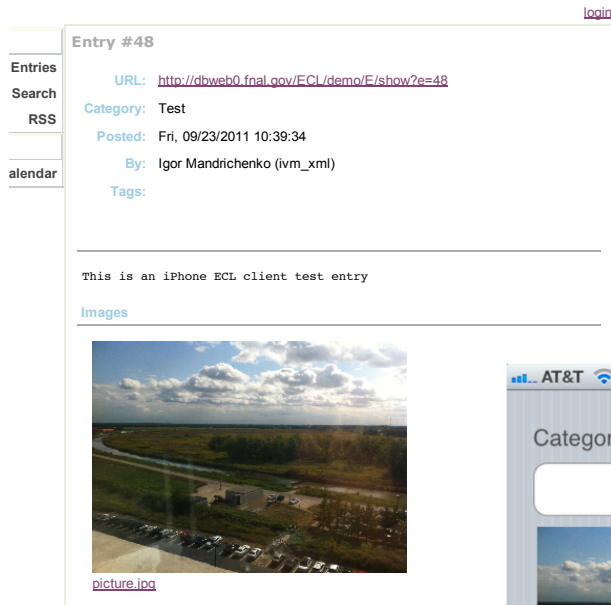 login
Entry #48
Entries
Search
RSS
alendar
URL: http://dbweb0.fnal.gov/ECL/demo/E/show?e=48
Category: Test
Posted: Fri, 09/23/2011 10:39:34
By: Igor Mandrichenko (ivm_xml)
Tags:
This is an iPhone ECL client test entry
Images
picture.jpg
AT&T
Categor